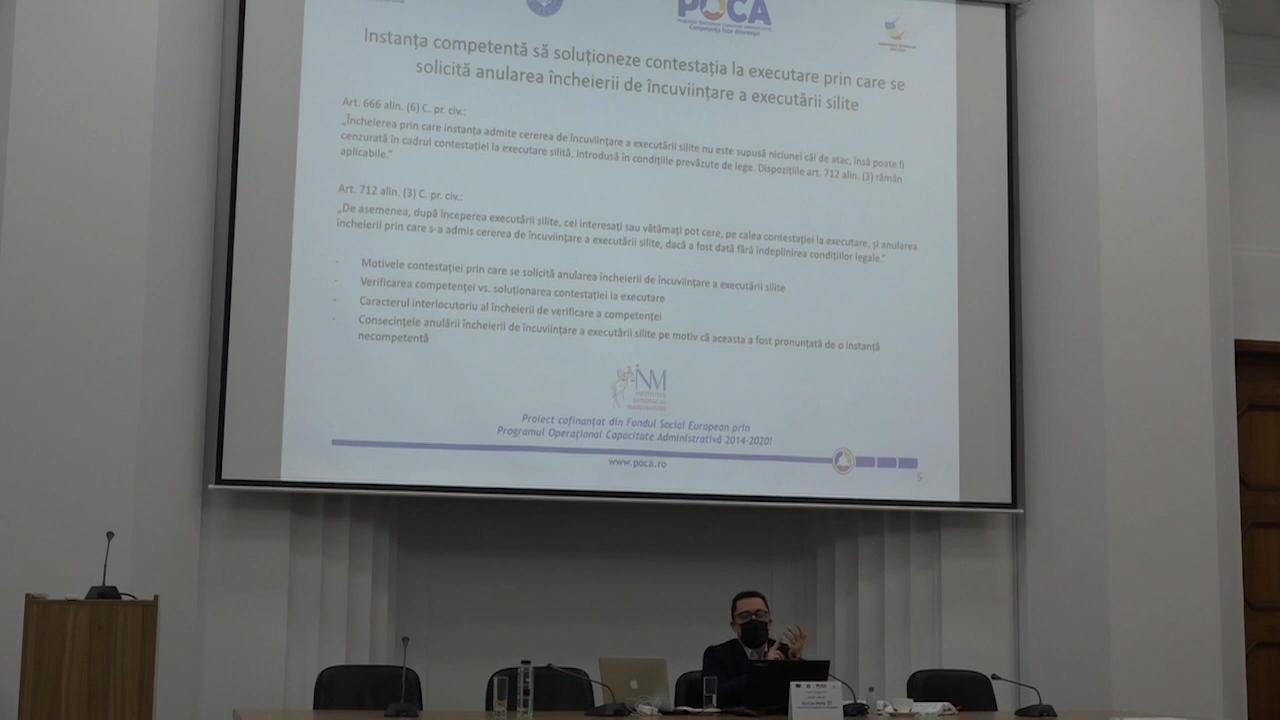 POCA
Competența face diferența!
Instanța competentă să soluționeze contestația la executare prin care se
solicită anularea încheierii de încuviințare a executării silite
Art. 666 alin. (6) C. pr. civ.:
„Încheierea prin care instanța admite cererea de încuviințare a executării silite nu este supusă niciunei căi de atac, însă poate fi
cenzurată în cadrul contestației la executare silită, introdusă în condițiile prevăzute de lege. Dispozițiile art. 712 alin. (3) rămân
aplicabile.”
Art. 712 alin. (3) C. pr. civ.:
„De asemenea, după începerea executării silite, cei interesați sau vătămați pot cere, pe calea contestației la executare, și anularea
încheierii prin care s-a admis cererea de încuviințare a executării silite, dacă a fost dată fără îndeplinirea condițiilor legale.”
- Motivele contestației prin care se solicită anularea încheierii de încuviințare a executării silite
- Verificarea competenței vs. soluționarea contestației la executare
- Caracterul interlocutoriu al încheierii de verificare a competenței
- Consecințele anulării încheierii de încuviințare a executării silite pe motiv că aceasta a fost pronunțată de o instanță
necompetentă
INM
INSTITUTUL
NAȚIONAL AL
MAGISTRATURII
Proiect cofinanțat din Fondul Social European prin
Programul Operațional Capacitate Administrativă 2014-2020!
www.poca.ro
5